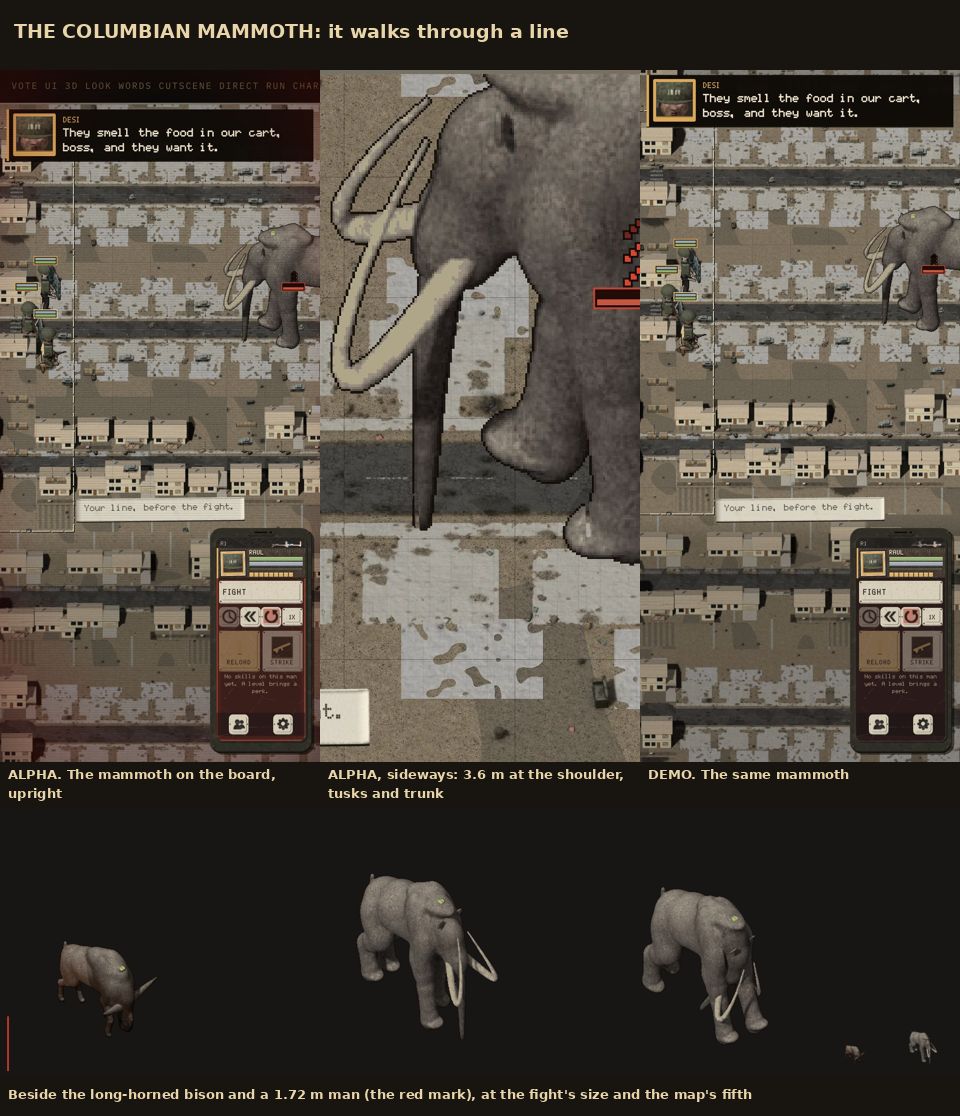 THE COLUMBIAN MAMMOTH: it walks through a line
VOTE UI 3D LOOK WORDS CUTSCENE DIRECT RUN CHAR
DESI
They smell the food in our cart,
boss, and they want it.
Your line, before the fight.
R1
RAUL
FIGHT
1X
RELOAD
STRIKE
No skills on this man
yet. A level brings a
perk.
t.
DESI
They smell the food in our cart,
boss, and they want it.
Your line, before the fight.
R1
RAUL
FIGHT
1X
RELOAD
STRIKE
No skills on this man
yet. A level brings a
perk.
ALPHA. The mammoth on the board,
upright
ALPHA, sideways: 3.6 m at the shoulder,
tusks and trunk
DEMO. The same mammoth
Beside the long-horned bison and a 1.72 m man (the red mark), at the fight's size and the map's fifth